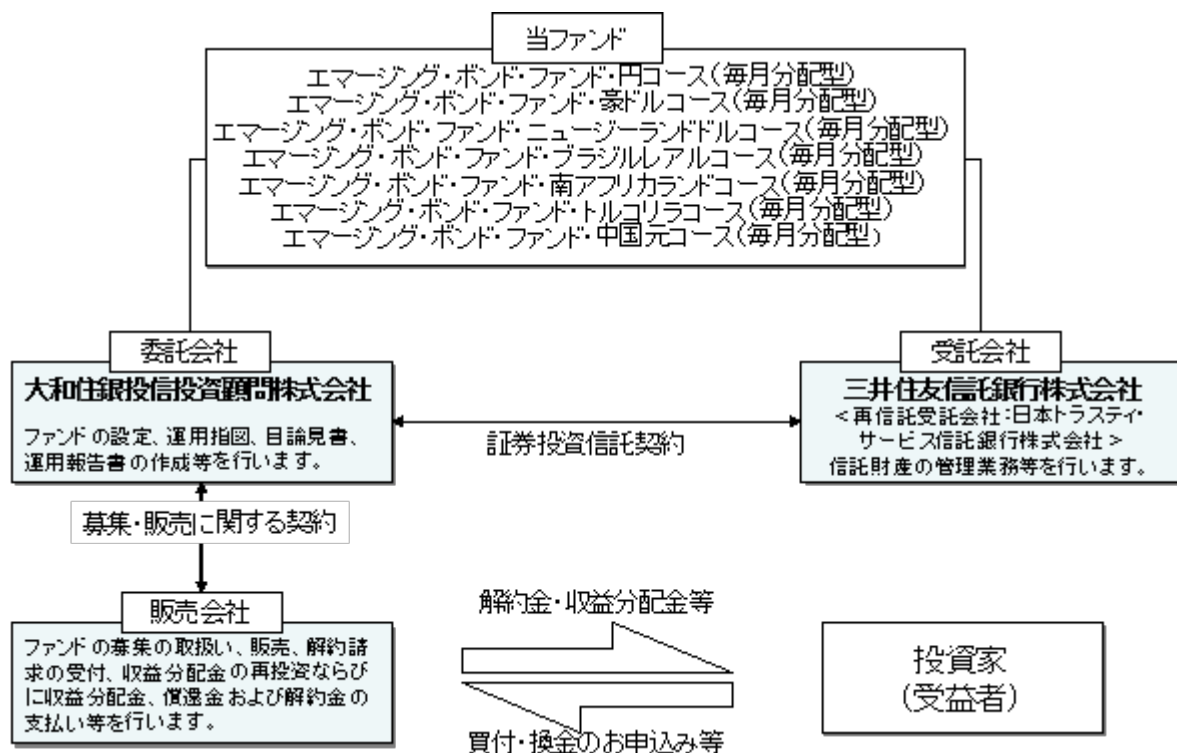 当ファンド
エマージング・ボンド・ファンド・円コース(毎月分配型)
エマージング・ボンド・ファンド・豪ドルコース(毎月分配型)
エマージング・ボンド・ファンド・ニュージーランドドルコース(毎月分配型)
エマージング・ボンド・ファンド・ブラジルレアルコース(毎月分配型)
エマージング・ボンド・ファンド・南アフリカランドコース(毎月分配型)
エマージング・ボンド・ファンド・トルコリラコース(毎月分配型)
エマージング・ボンド・ファンド・中国元コース(毎月分配型)
委託会社
大和住銀投信投資顧問株式会社
ファンドの設定、運用指図、目論見書、
運用報告書の作成等を行います。
証券投資信託契約
受託会社
三井住友信託銀行株式会社
<再信託受託会社:日本トラスティ・
サービス信託銀行株式会社>
信託財産の管理業務等を行います。
募集・販売に関する契約
販売会社
ファンドの募集の取扱い、販売、解約請
求の受付、収益分配金の再投資ならび
に収益分配金、償還金および解約金の
支払い等を行います。
解約金・収益分配金等
買付・換金のお申込み等
投資家
(受益者)